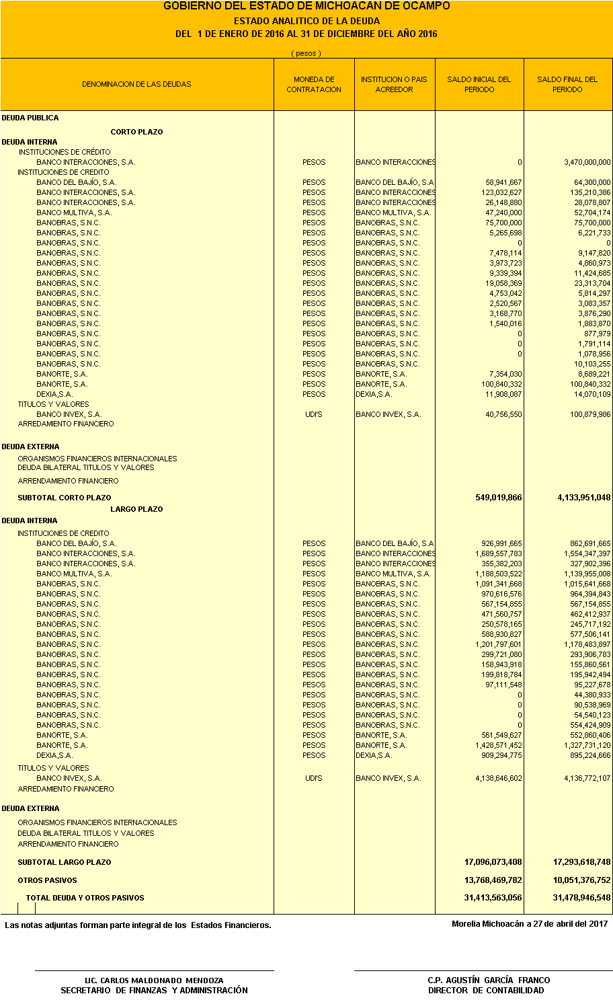 GOBIERNO DEL ESTADO DE MICHOACAN DE OCAMPO
ESTADO ANALITICO DE LA DEUDA
DEL 1 DE ENERO DE 2016 AL 31 DE DICIEMBRE DEL AÑO 2016
( pesos )
DENOMINACION DE LAS DEUDAS MONEDA DE CONTRATACION INSTITUCION O PAIS ACREEDOR SALDO INICIAL DEL PERIODO SALDO FINAL DEL PERIODO
DEUDA PUBLICA
CORTO PLAZO
DEUDA INTERNA
INSTITUCIONES DE CRÉDITO
BANCO INTERACCIONES, S.A. PESOS BANCO INTERACCIONES 0 3,470,000,000
INSTITUCIONES DE CREDITO
BANCO DEL BAJÍO, S.A. PESOS BANCO DEL BAJÍO, S.A 58,941,667 64,300,000
BANCO INTERACCIONES, S.A. PESOS BANCO INTERACCIONES 123,032,627 135,210,386
BANCO INTERACCIONES, S.A. PESOS BANCO INTERACCIONES 26,148,880 28,078,807
BANCO MULTIVA, S.A. PESOS BANCO MULTIVA, S.A. 47,240,000 52,704,174
BANOBRAS, S.N.C. PESOS BANOBRAS, S.N.C. 75,700,000 75,700,000
BANOBRAS, S.N.C. PESOS BANOBRAS, S.N.C. 5,265,698 6,221,733
BANOBRAS, S.N.C. PESOS BANOBRAS, S.N.C. 0 0
BANOBRAS, S.N.C. PESOS BANOBRAS, S.N.C. 7,478,114 9,147,820
BANOBRAS, S.N.C. PESOS BANOBRAS, S.N.C. 3,973,723 4,860,973
BANOBRAS, S.N.C. PESOS BANOBRAS, S.N.C. 9,339,394 11,424,685
BANOBRAS, S.N.C. PESOS BANOBRAS, S.N.C. 19,058,369 23,313,704
BANOBRAS, S.N.C. PESOS BANOBRAS, S.N.C. 4,753,042 5,814,297
BANOBRAS, S.N.C. PESOS BANOBRAS, S.N.C. 2,520,567 3,083,357
BANOBRAS, S.N.C. PESOS BANOBRAS, S.N.C. 3,168,770 3,876,290
BANOBRAS, S.N.C. PESOS BANOBRAS, S.N.C. 1,540,016 1,883,870
BANOBRAS, S.N.C. PESOS BANOBRAS, S.N.C. 0 877,979
BANOBRAS, S.N.C. PESOS BANOBRAS, S.N.C. 0 1,791,114
BANOBRAS, S.N.C. PESOS BANOBRAS, S.N.C. 0 1,078,956
BANOBRAS, S.N.C. PESOS BANOBRAS, S.N.C. 10,103,255
BANORTE, S.A. PESOS BANORTE, S.A. 7,354,030 8,689,221
BANORTE, S.A. PESOS BANORTE, S.A. 100,840,332 100,840,332
DEXIA,S.A. PESOS DEXIA,S.A. 11,908,087 14,070,109
TITULOS Y VALORES
BANCO INVEX, S.A. UDI'S BANCO INVEX, S.A. 40,756,550 100,879,986
ARREDAMIENTO FINANCIERO
DEUDA EXTERNA
ORGANISMOS FINANCIEROS INTERNACIONALES
DEUDA BILATERAL TITULOS Y VALORES
ARRENDAMIENTO FINANCIERO
SUBTOTAL CORTO PLAZO 549,019,866 4,133,951,048
LARGO PLAZO
DEUDA INTERNA
INSTITUCIONES DE CREDITO
BANCO DEL BAJÍO, S.A. PESOS BANCO DEL BAJÍO, S.A 926,991,665 862,691,665
BANCO INTERACCIONES, S.A. PESOS BANCO INTERACCIONES 1,689,557,783 1,554,347,397
BANCO INTERACCIONES, S.A. PESOS BANCO INTERACCIONES 355,382,203 327,902,396
BANCO MULTIVA, S.A. PESOS BANCO MULTIVA, S.A. 1,188,503,522 1,139,955,008
BANOBRAS, S.N.C. PESOS BANOBRAS, S.N.C. 1,091,341,668 1,015,641,668
BANOBRAS, S.N.C. PESOS BANOBRAS, S.N.C. 970,616,576 964,394,843
BANOBRAS, S.N.C. PESOS BANOBRAS, S.N.C. 567,154,855 567,154,855
BANOBRAS, S.N.C. PESOS BANOBRAS, S.N.C. 471,560,757 462,412,937
BANOBRAS, S.N.C. PESOS BANOBRAS, S.N.C. 250,578,165 245,717,192
BANOBRAS, S.N.C. PESOS BANOBRAS, S.N.C. 588,930,827 577,506,141
BANOBRAS, S.N.C. PESOS BANOBRAS, S.N.C. 1,201,797,601 1,178,483,897
BANOBRAS, S.N.C. PESOS BANOBRAS, S.N.C. 299,721,080 293,906,783
BANOBRAS, S.N.C. PESOS BANOBRAS, S.N.C. 158,943,918 155,860,561
BANOBRAS, S.N.C. PESOS BANOBRAS, S.N.C. 199,818,784 195,942,494
BANOBRAS, S.N.C. PESOS BANOBRAS, S.N.C. 97,111,548 95,227,678
BANOBRAS, S.N.C. PESOS BANOBRAS, S.N.C. 0 44,380,933
BANOBRAS, S.N.C. PESOS BANOBRAS, S.N.C. 0 90,538,969
BANOBRAS, S.N.C. PESOS BANOBRAS, S.N.C. 0 54,540,123
BANOBRAS, S.N.C. PESOS BANOBRAS, S.N.C. 0 554,424,909
BANORTE, S.A. PESOS BANORTE, S.A. 561,549,627 552,860,406
BANORTE, S.A. PESOS BANORTE, S.A. 1,428,571,452 1,327,731,120
DEXIA,S.A. PESOS DEXIA,S.A. 909,294,775 895,224,666
TITULOS Y VALORES
BANCO INVEX, S.A. UDI'S BANCO INVEX, S.A. 4,138,646,602 4,136,772,107
ARREDAMIENTO FINANCIERO
DEUDA EXTERNA
ORGANISMOS FINANCIEROS INTERNACIONALES
DEUDA BILATERAL TITULOS Y VALORES
ARRENDAMIENTO FINANCIERO
SUBTOTAL LARGO PLAZO 17,096,073,408 17,293,618,748
OTROS PASIVOS 13,768,469,782 10,051,376,752
TOTAL DEUDA Y OTROS PASIVOS 31,413,563,056 31,478,946,548
Las notas adjuntas forman parte integral de los Estados Financieros. Morelia Michoacán a 27 de abril del 2017
LIC. CARLOS MALDONADO MENDOZA C.P. AGUSTÍN GARCÍA FRANCO
SECRETARIO DE FINANZAS Y ADMINISTRACIÓN DIRECTOR DE CONTABILIDAD